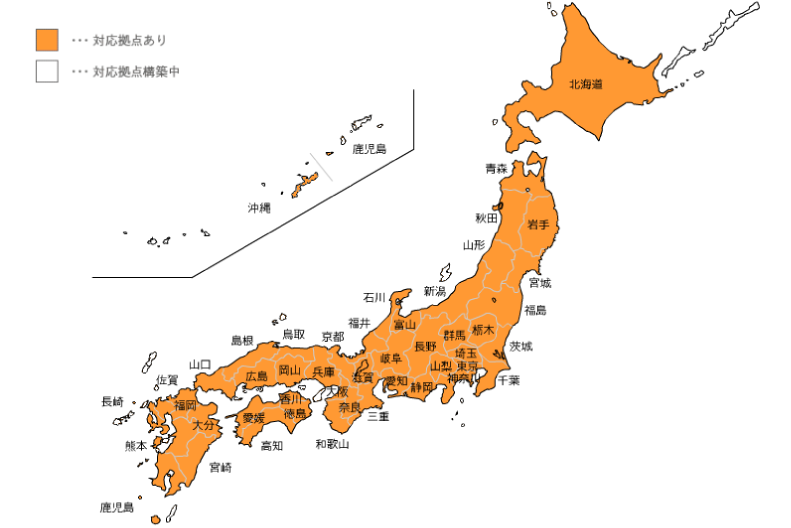 … 対応拠点あり
… 対応拠点構築中
北海道
鹿児島
青森
沖縄
秋田
岩手
山形
宮城
石川
新潟
福島
福井
富山
群馬
栃木
島根
鳥取
京都
長野
茨城
埼玉
山口
岐阜
山梨
東京
佐賀
広島
岡山
兵庫
滋賀
愛知
静岡
神奈川
千葉
長崎
福岡
香川
大阪
奈良
愛媛
徳島
三重
大分
熊本
高知
和歌山
宮崎
鹿児島